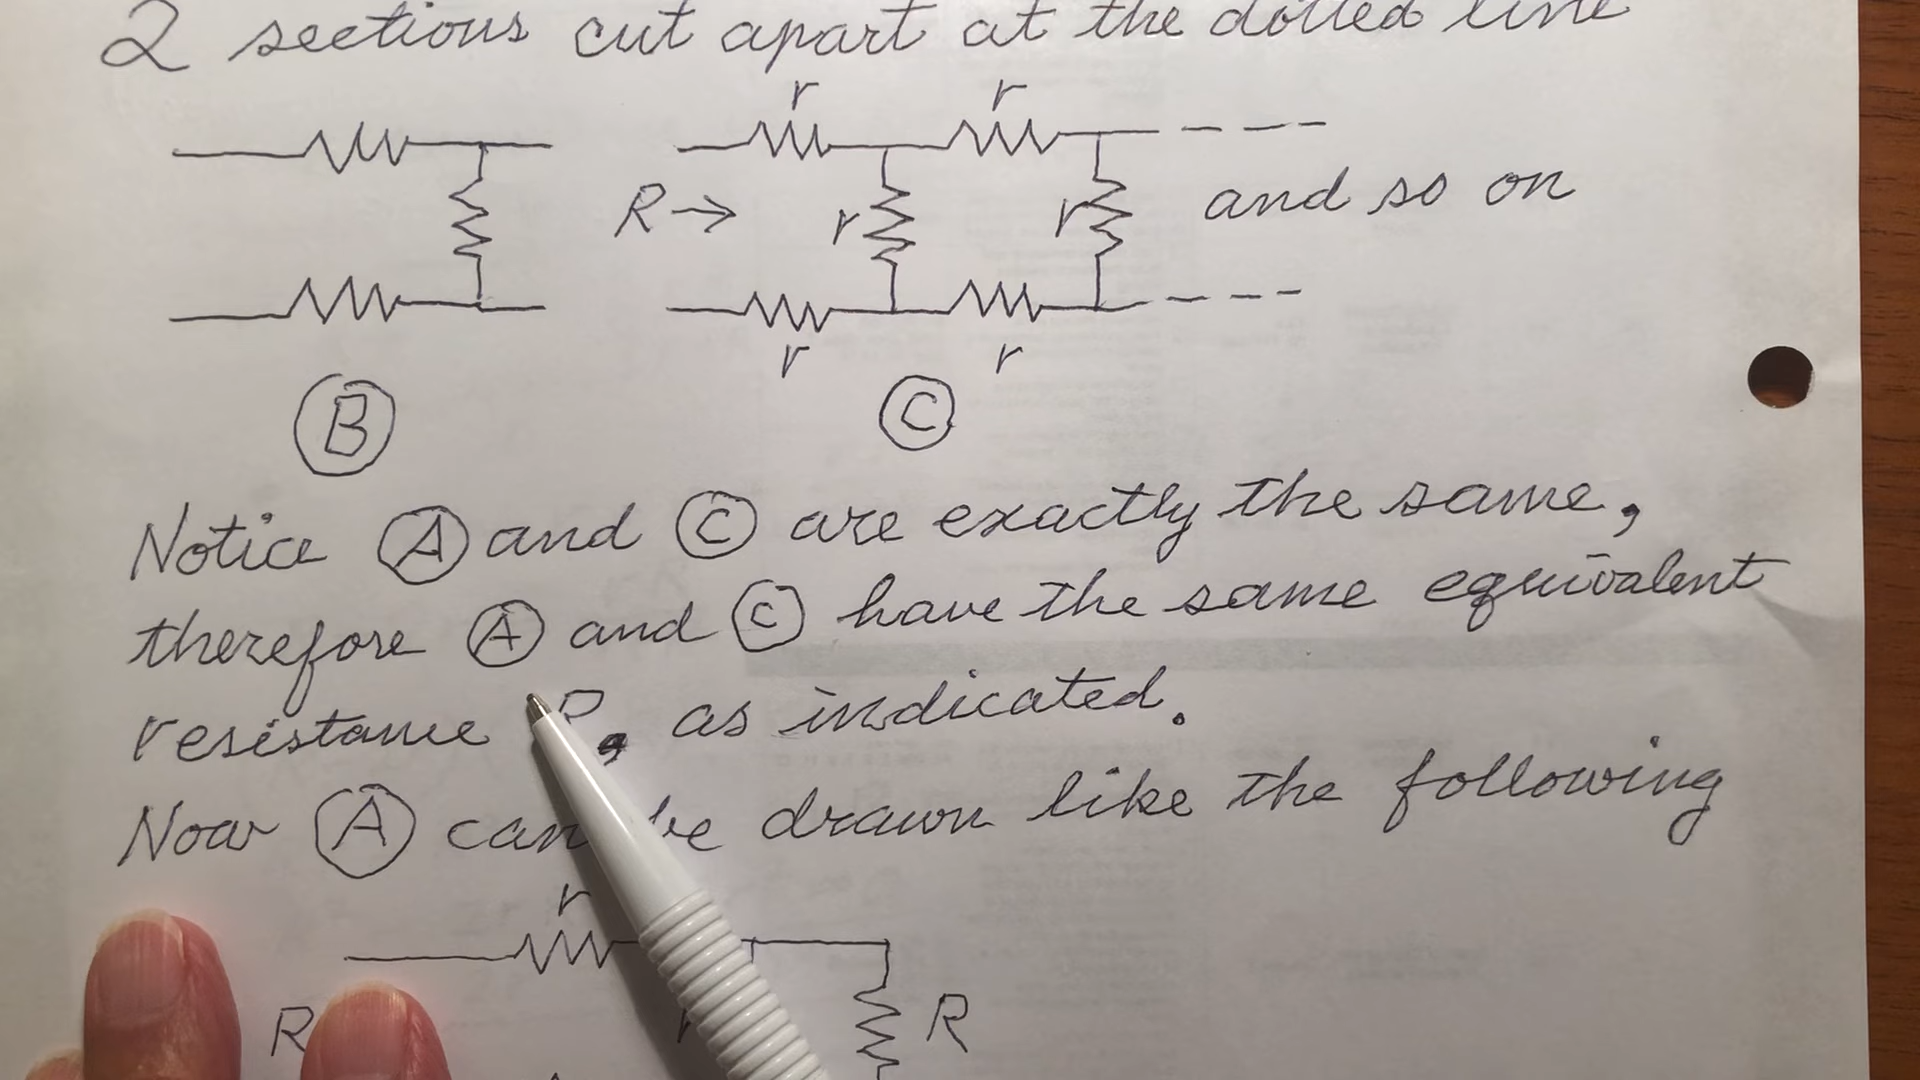 2 sections cut apart at the dotted line
r r
R → r r and so on
r r
B C
Notice A and C are exactly the same,
therefore A and C have the same equivalent
resistance R, as indicated.
Now A can be drawn like the following
r
R R